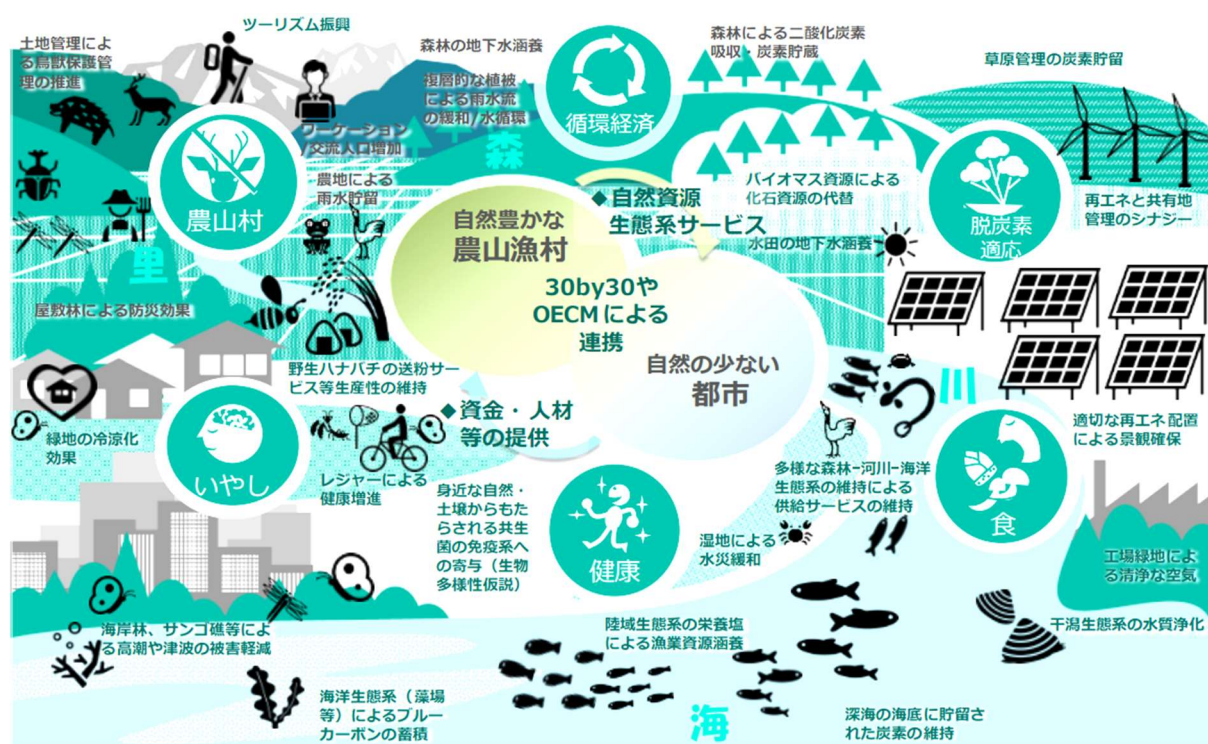 ツーリズム振興
土地管理によ
る鳥獣保護管
理の推進
ワーケーション
/交流人口増加
農山村
農地による
雨水貯留
里
森林の地下水涵養
複層的な植被
による雨水流
の緩和/水循環
森
循環経済
森林による二酸化炭素
吸収・炭素貯蔵
草原管理の炭素貯留
バイオマス資源による
化石資源の代替
脱炭素
適応
再エネと共有地
管理のシナジー
水田の地下水涵養
自然豊かな
農山漁村
◆自然資源
生態系サービス
30by30や
OECMによる
連携
自然の少ない
都市
◆資金・人材
等の提供
屋敷林による防災効果
野生ハナバチの送粉サー
ビス等生産性の維持
緑地の冷涼化
効果
いやし
レジャーによる
健康増進
身近な自然・
土壌からもた
らされる共生
菌の免疫系へ
の寄与（生物
多様性仮説）
健康
川
多様な森林-河川-海洋
生態系の維持による
供給サービスの維持
食
適切な再エネ配置
による景観確保
湿地による
水災緩和
工場緑地によ
る清浄な空気
海岸林、サンゴ礁等によ
る高潮や津波の被害軽減
陸域生態系の栄養塩
による漁業資源涵養
干潟生態系の水質浄化
海洋生態系（藻場
等）によるブルー
カーボンの蓄積
海
深海の海底に貯留さ
れた炭素の維持